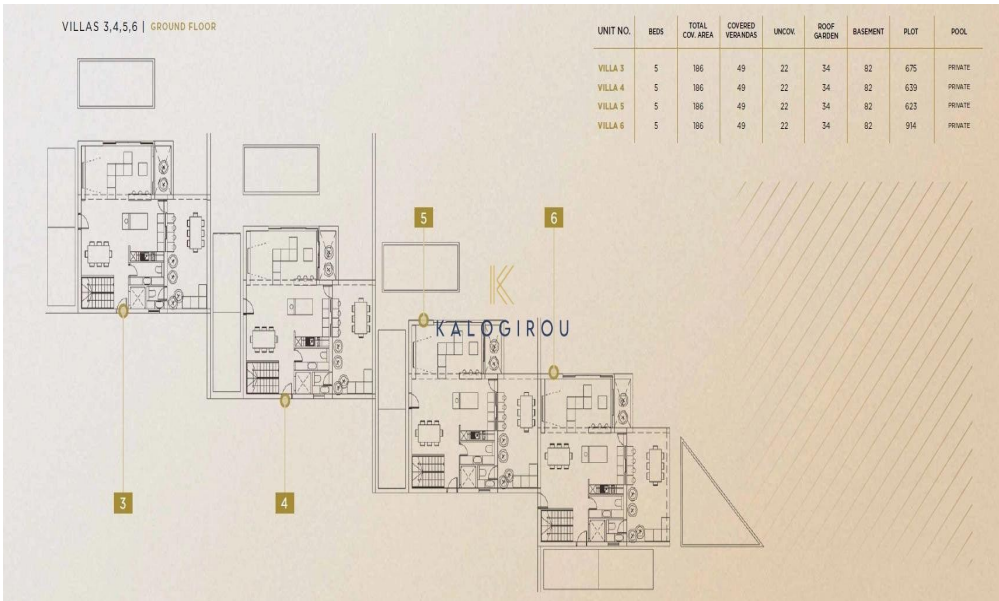 VILLAS 3,4,5,6 | GROUND FLOOR
UNIT NO. BEDS TOTAL COV. AREA COVERED VERANDAS UNCOV. ROOF GARDEN BASEMENT PLOT POOL
VILLA 3 5 186 49 22 34 82 675 PRIVATE
VILLA 4 5 186 49 22 34 82 639 PRIVATE
VILLA 5 5 186 49 22 34 82 623 PRIVATE
VILLA 6 5 186 49 22 34 82 914 PRIVATE
5
6
KALOGIROU
3
4